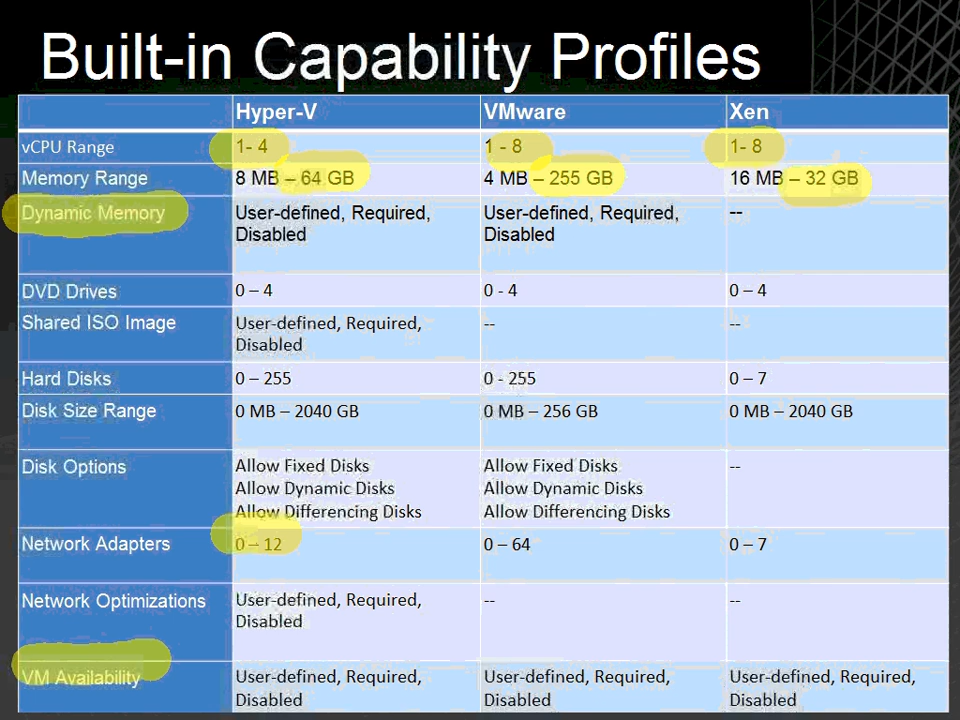 Built-in Capability Profiles
Hyper-V VMware Xen
vCPU Range 1- 4 1 - 8 1- 8
Memory Range 8 MB – 64 GB 4 MB – 255 GB 16 MB – 32 GB
Dynamic Memory User-defined, Required, User-defined, Required, --
Disabled Disabled
DVD Drives 0 – 4 0 - 4 0 – 4
Shared ISO Image User-defined, Required, -- --
Disabled
Hard Disks 0 – 255 0 - 255 0 – 7
Disk Size Range 0 MB – 2040 GB 0 MB – 256 GB 0 MB – 2040 GB
Disk Options Allow Fixed Disks Allow Fixed Disks --
Allow Dynamic Disks Allow Dynamic Disks
Allow Differencing Disks Allow Differencing Disks
Network Adapters 0 – 12 0 – 64 0 – 7
Network Optimizations User-defined, Required, -- --
Disabled
VM Availability User-defined, Required, User-defined, Required, User-defined, Required,
Disabled Disabled Disabled